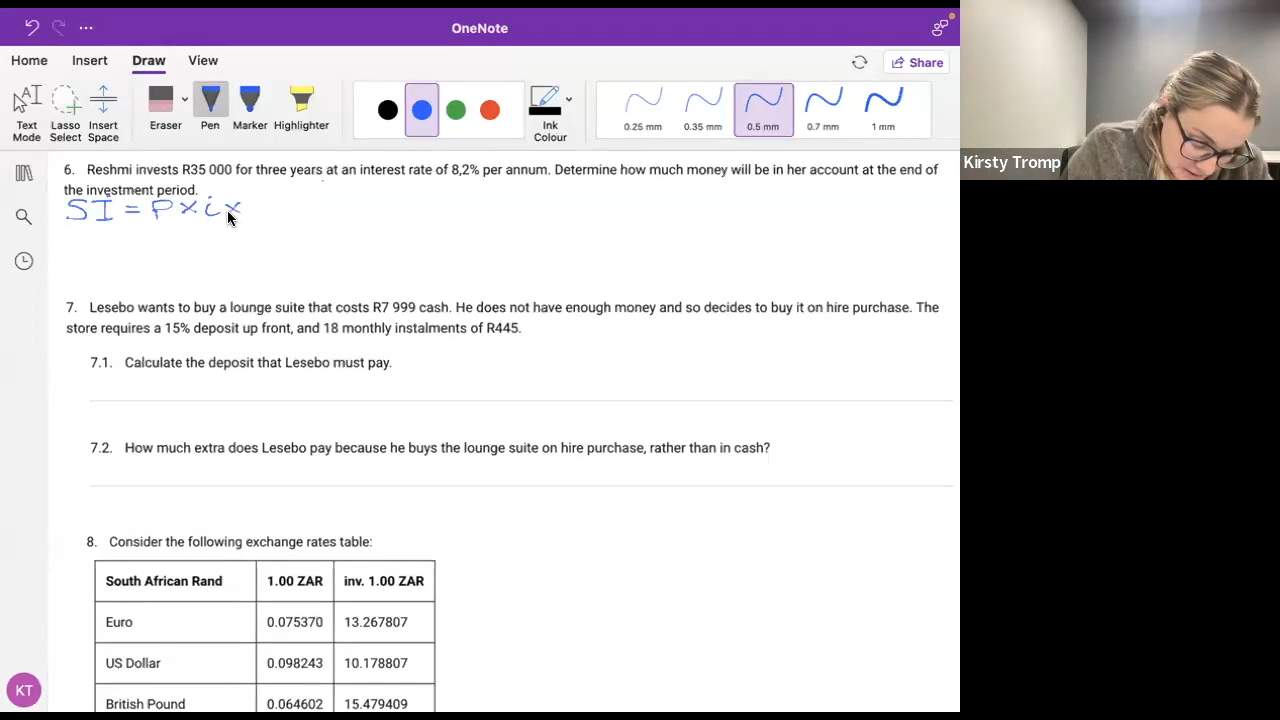 OneNote
Home Insert Draw View
Share
Text Mode
Lasso Select
Insert Space
Eraser
Pen
Marker
Highlighter
Ink Colour
0.25 mm
0.35 mm
0.5 mm
0.7 mm
1 mm
Kirsty Tromp
6. Reshmi invests R35 000 for three years at an interest rate of 8,2% per annum. Determine how much money will be in her account at the end of
the investment period.
SI = P × i ×
7. Lesebo wants to buy a lounge suite that costs R7 999 cash. He does not have enough money and so decides to buy it on hire purchase. The
store requires a 15% deposit up front, and 18 monthly instalments of R445.
7.1. Calculate the deposit that Lesebo must pay.
7.2. How much extra does Lesebo pay because he buys the lounge suite on hire purchase, rather than in cash?
8. Consider the following exchange rates table:
South African Rand 1.00 ZAR inv. 1.00 ZAR
Euro 0.075370 13.267807
US Dollar 0.098243 10.178807
British Pound 0.064602 15.479409
KT